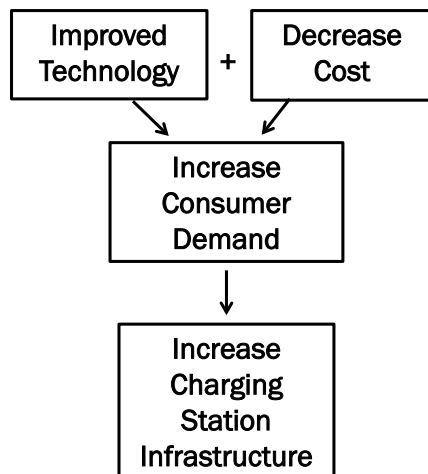 Improved
Technology
+
Decrease
Cost
Increase
Consumer
Demand
Increase
Charging
Station
Infrastructure